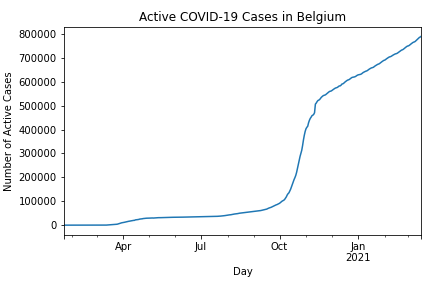 Active COVID-19 Cases in Belgium
Number of Active Cases
800000
700000
600000
500000
400000
300000
200000
100000
0
Apr
Jul
Oct
Jan
2021
Day